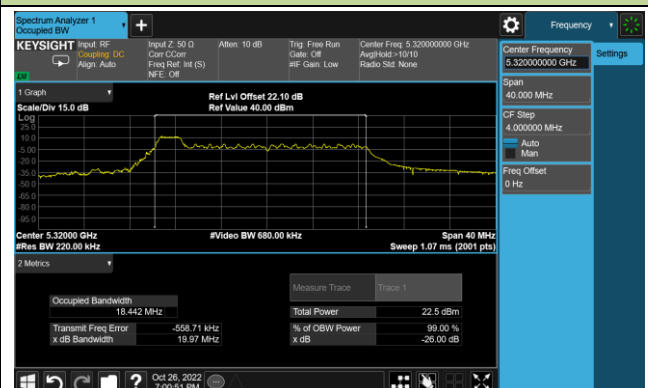 Spectrum Analyzer 1
Occupied BW
+
Frequency
KEYSIGHT
Input: RF
Coupling: DC
Align: Auto
Input Z: 50 Ω
Corr CCorr
Freq Ref: Int (S)
NFE: Off
Atten: 10 dB
Trig: Free Run
Gate: Off
#IF Gain: Low
Center Freq: 5.320000000 GHz
Avg|Hold:>10/10
Radio Std: None
Center Frequency
5.320000000 GHz
Settings
Span
40.000 MHz
CF Step
4.000000 MHz
Auto
Man
Freq Offset
0 Hz
1 Graph
Scale/Div 15.0 dB
Ref Lvl Offset 22.10 dB
Ref Value 40.00 dBm
Log
25.0
10.0
-5.00
-20.0
-35.0
-50.0
-65.0
-80.0
-95.0
Center 5.32000 GHz
#Res BW 220.00 kHz
#Video BW 680.00 kHz
Span 40 MHz
Sweep 1.07 ms (2001 pts)
2 Metrics
Measure Trace
Trace 1
Occupied Bandwidth
18.442 MHz
Total Power
22.5 dBm
Transmit Freq Error
-558.71 kHz
% of OBW Power
99.00 %
x dB Bandwidth
19.97 MHz
x dB
-26.00 dB
?
Oct 26, 2022
7:00:51 PM